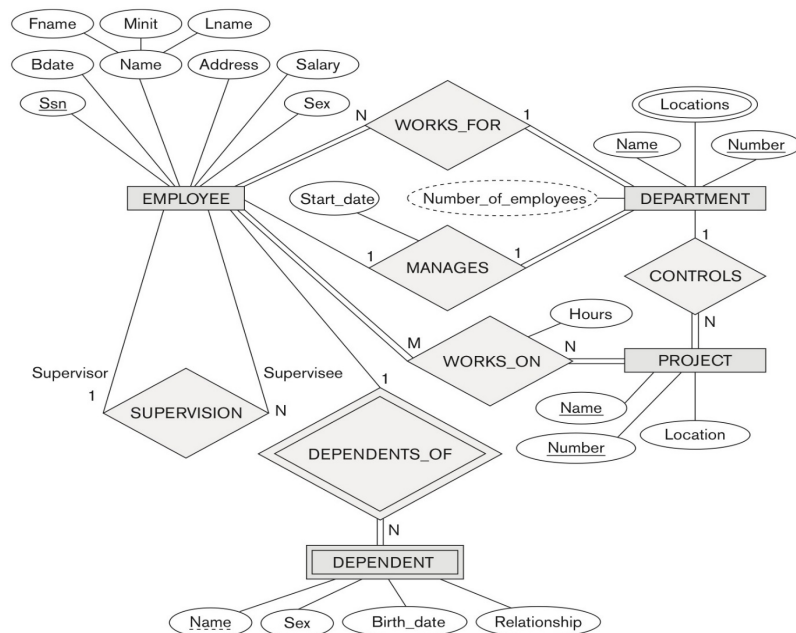 Fname
Minit
Lname
Bdate
Name
Address
Salary
Ssn
Sex
N
WORKS_FOR
1
Locations
Name
Number
EMPLOYEE
Start_date
Number_of_employees
DEPARTMENT
1
MANAGES
1
1
CONTROLS
N
Hours
M
WORKS_ON
N
PROJECT
Supervisor
Supervisee
1
SUPERVISION
N
1
Name
Number
Location
DEPENDENTS_OF
N
DEPENDENT
Name
Sex
Birth_date
Relationship